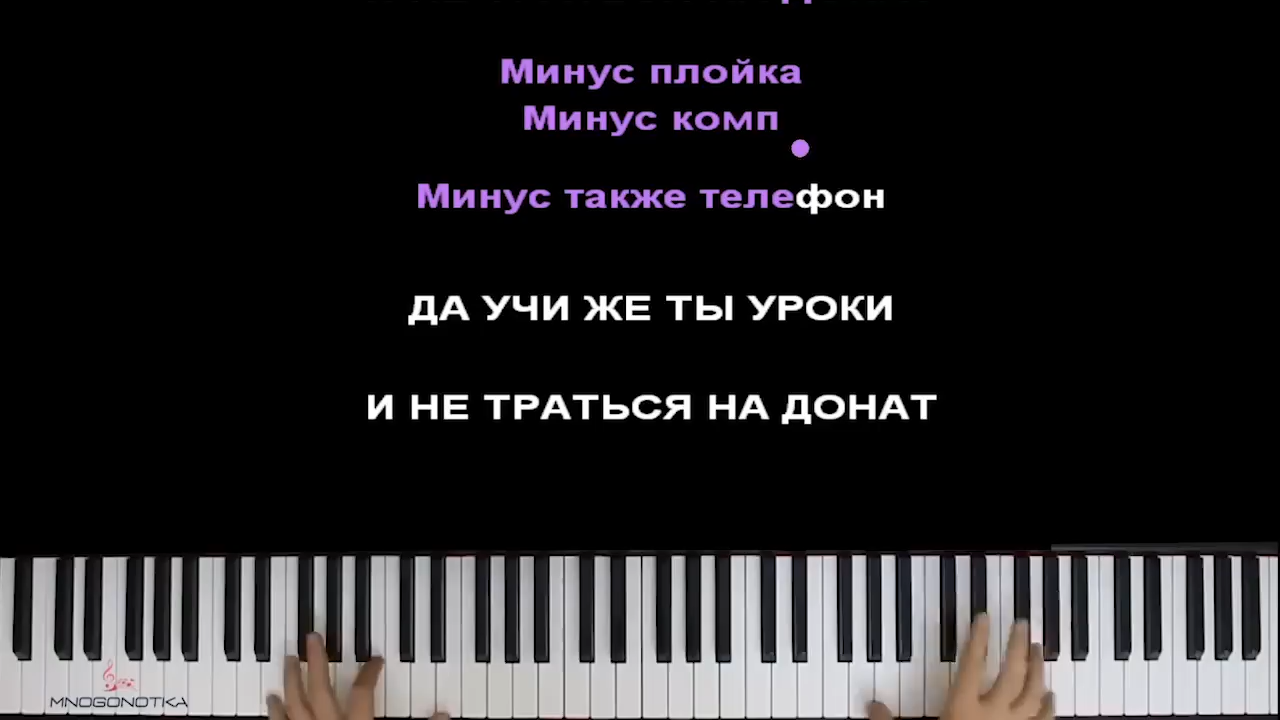 Минус плойка
Минус комп
Минус также телефон
ДА УЧИ ЖЕ ТЫ УРОКИ
И НЕ ТРАТЬСЯ НА ДОНАТ
MNOGONOTKA